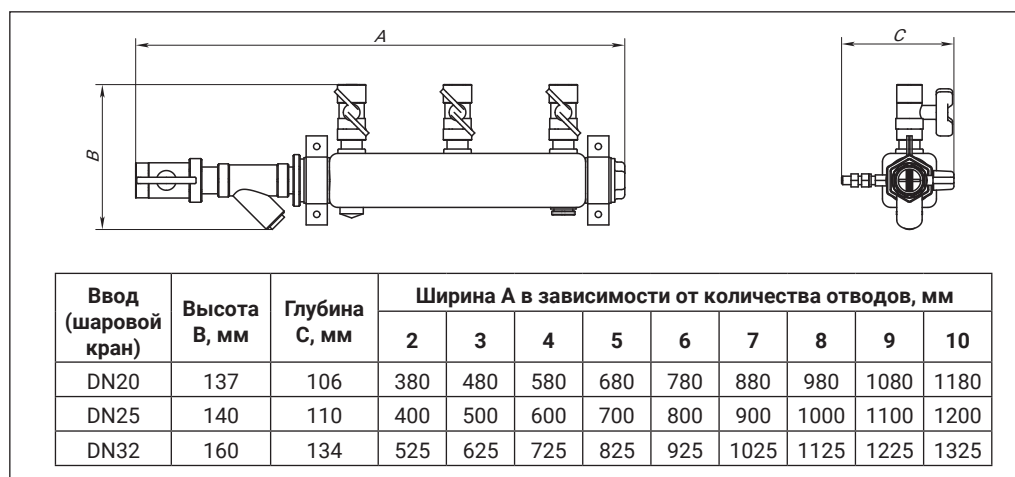 A
C
B
Ввод (шаровой кран) Высота B, мм Глубина C, мм Ширина A в зависимости от количества отводов, мм
2 3 4 5 6 7 8 9 10
DN20 137 106 380 480 580 680 780 880 980 1080 1180
DN25 140 110 400 500 600 700 800 900 1000 1100 1200
DN32 160 134 525 625 725 825 925 1025 1125 1225 1325